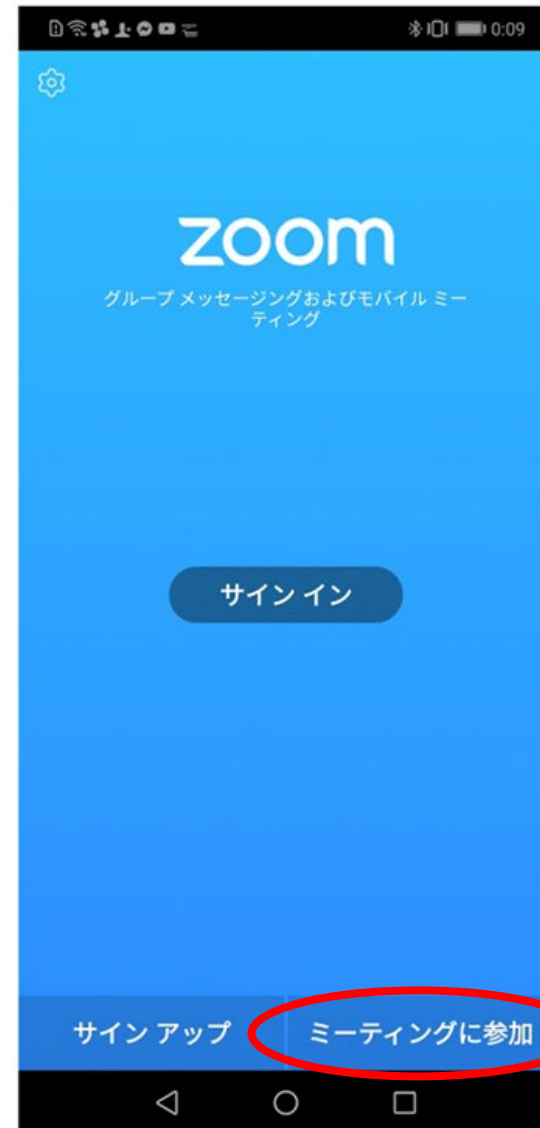 0:09
zoom
グループ メッセージングおよびモバイル ミー
ティング
サイン イン
サイン アップ
ミーティングに参加